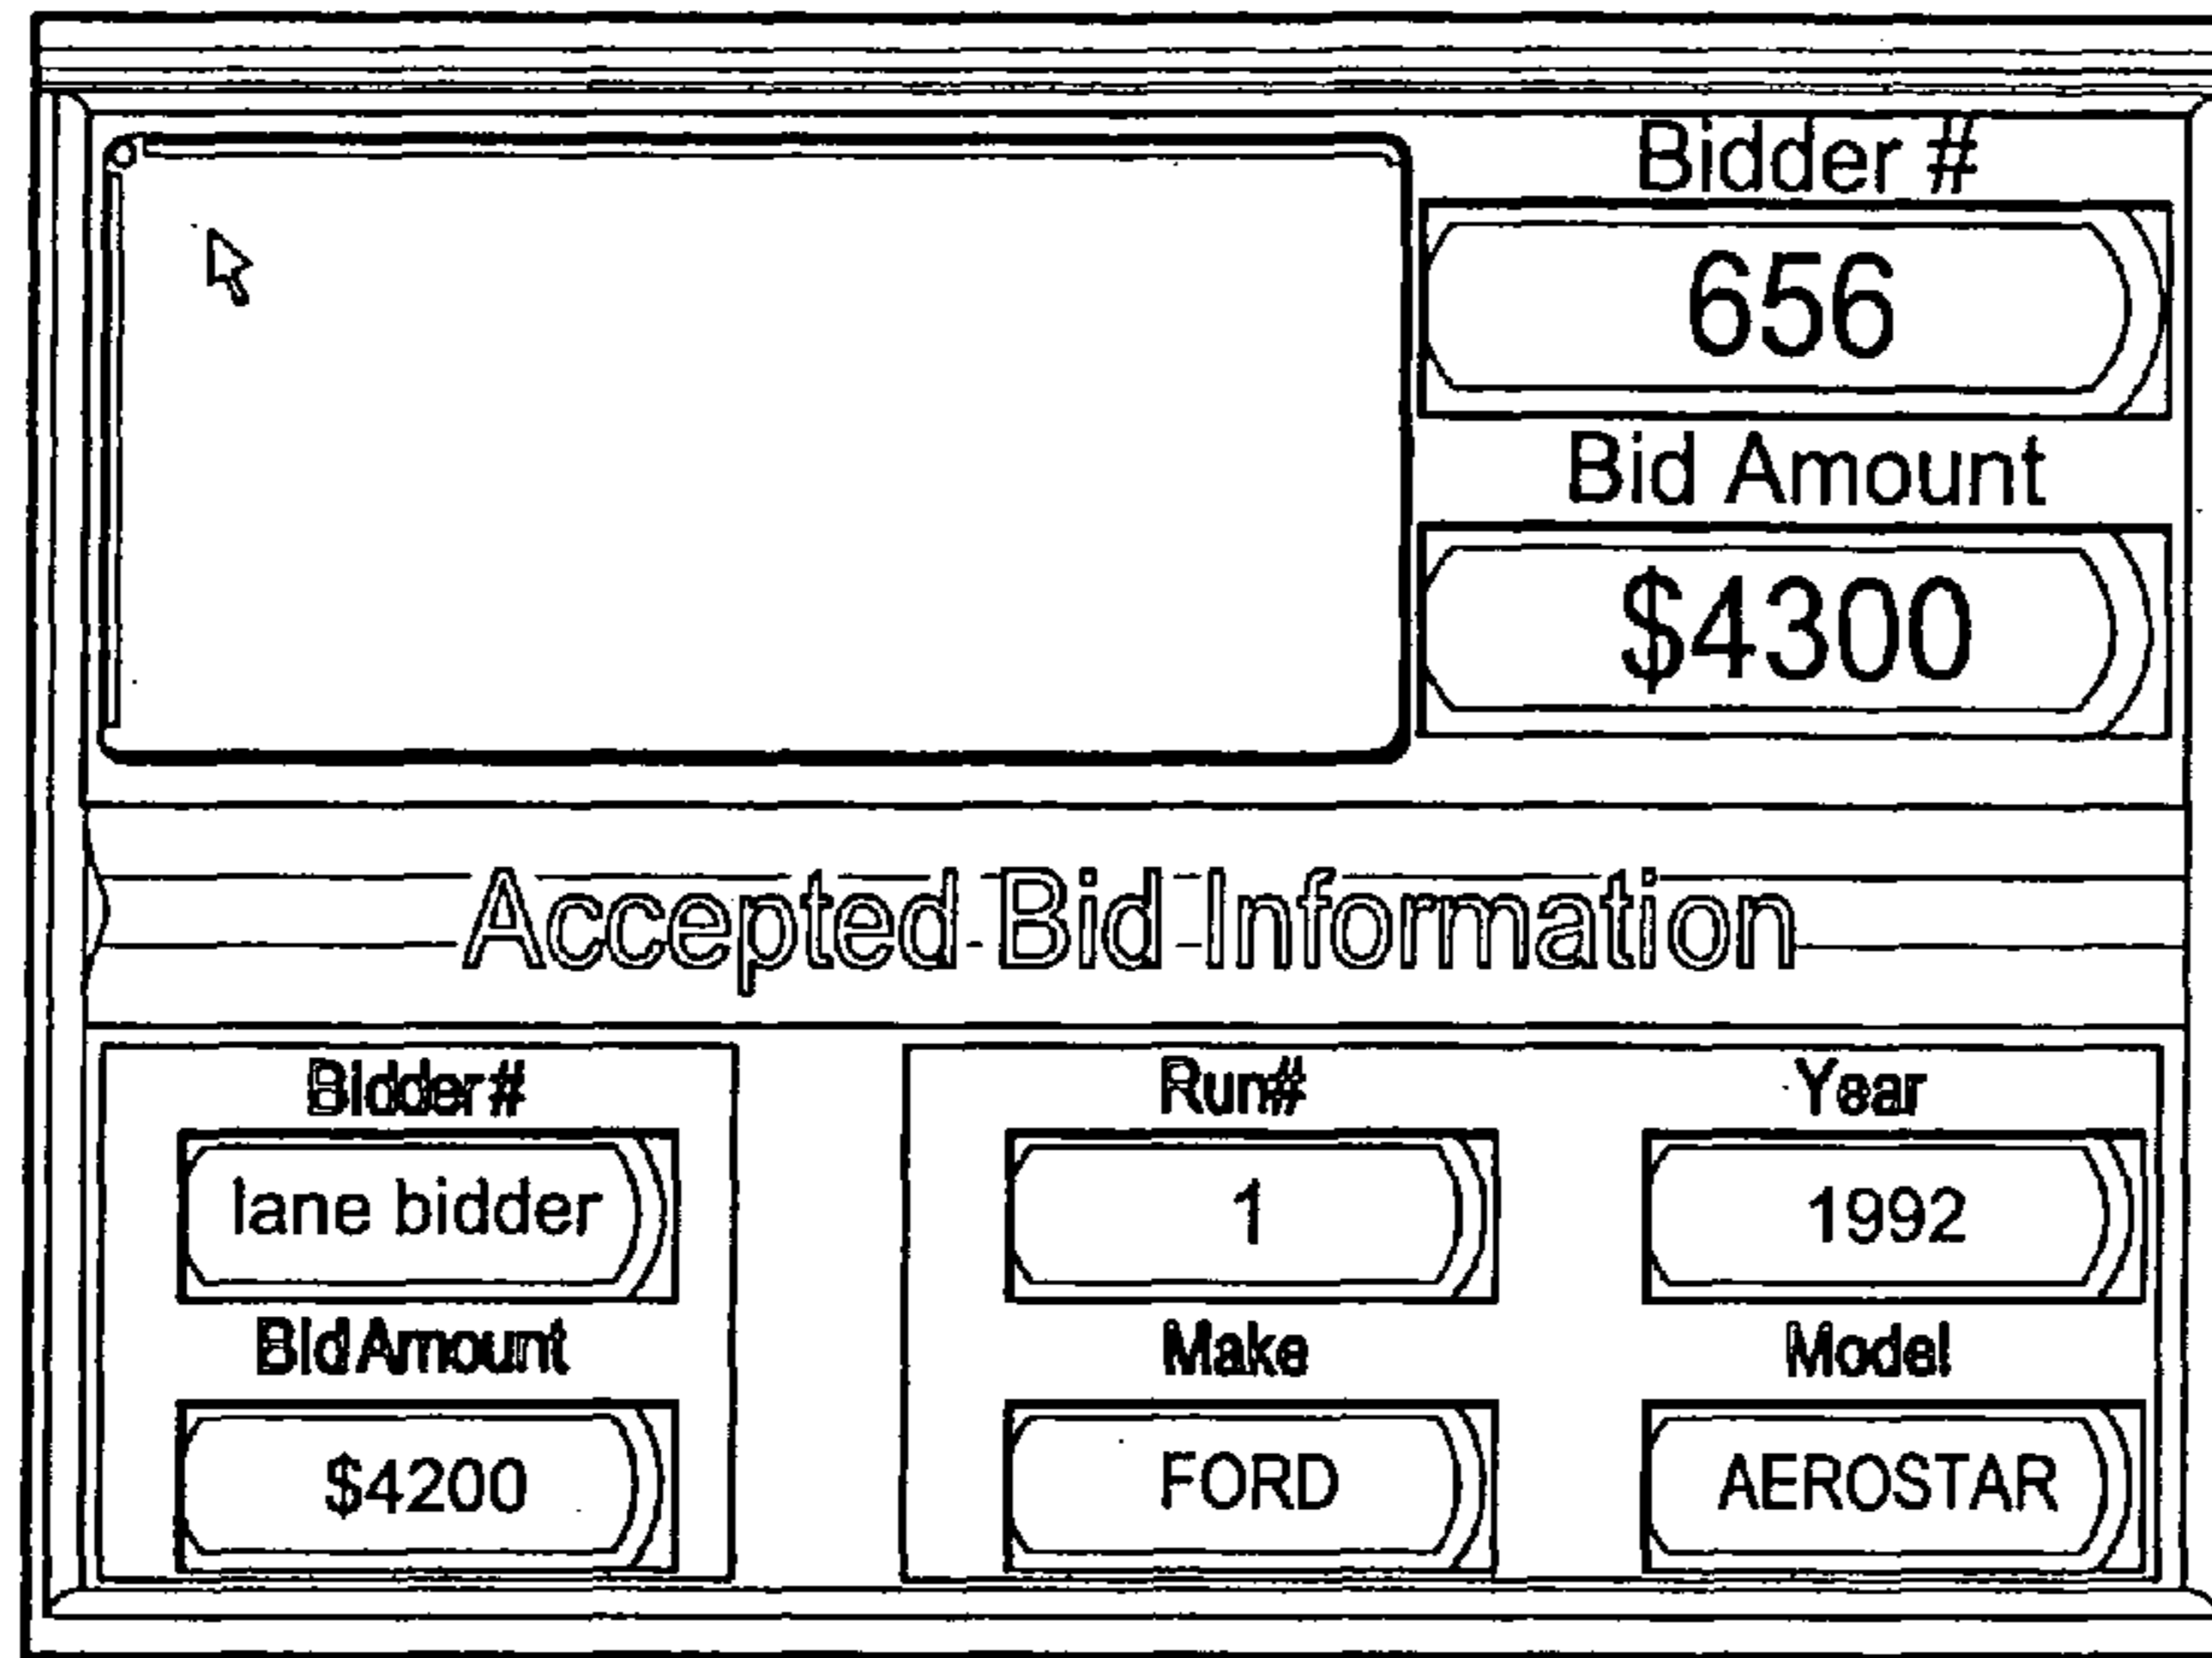 Bidder #
656
Bid Amount
$4300
Accepted Bid Information
Bidder# Run# Year
lane bidder 1 1992
Bid Amount Make Model
$4200 FORD AEROSTAR